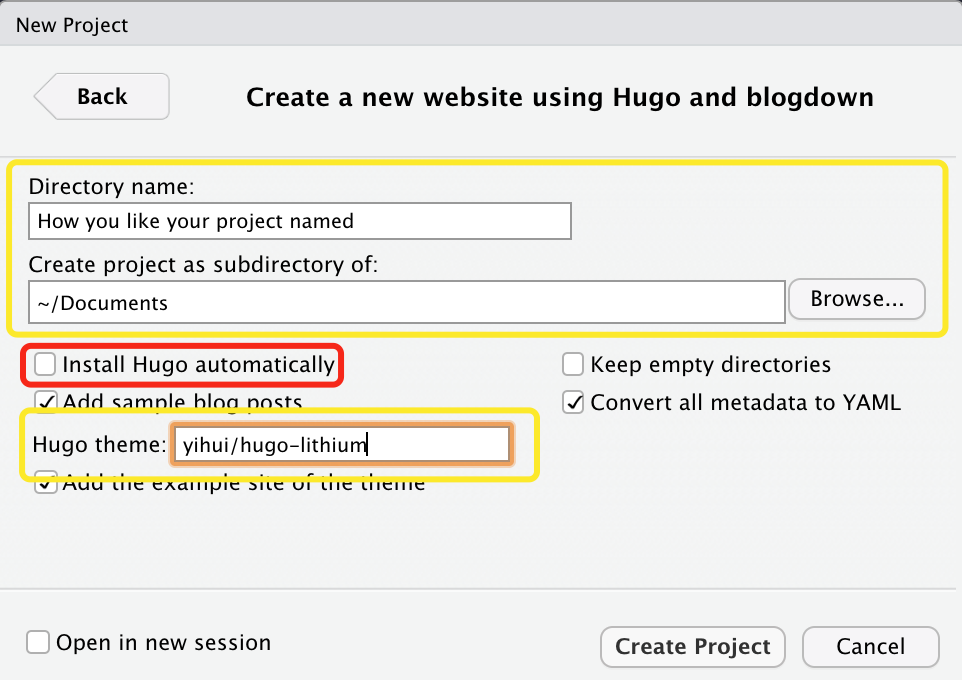 New Project
Back
Create a new website using Hugo and blogdown
Directory name:
How you like your project named
Create project as subdirectory of:
~/Documents
Browse...
Install Hugo automatically
Keep empty directories
Add sample blog posts
Convert all metadata to YAML
Hugo theme: yihui/hugo-lithium
Add the example site of the theme
Open in new session
Create Project
Cancel